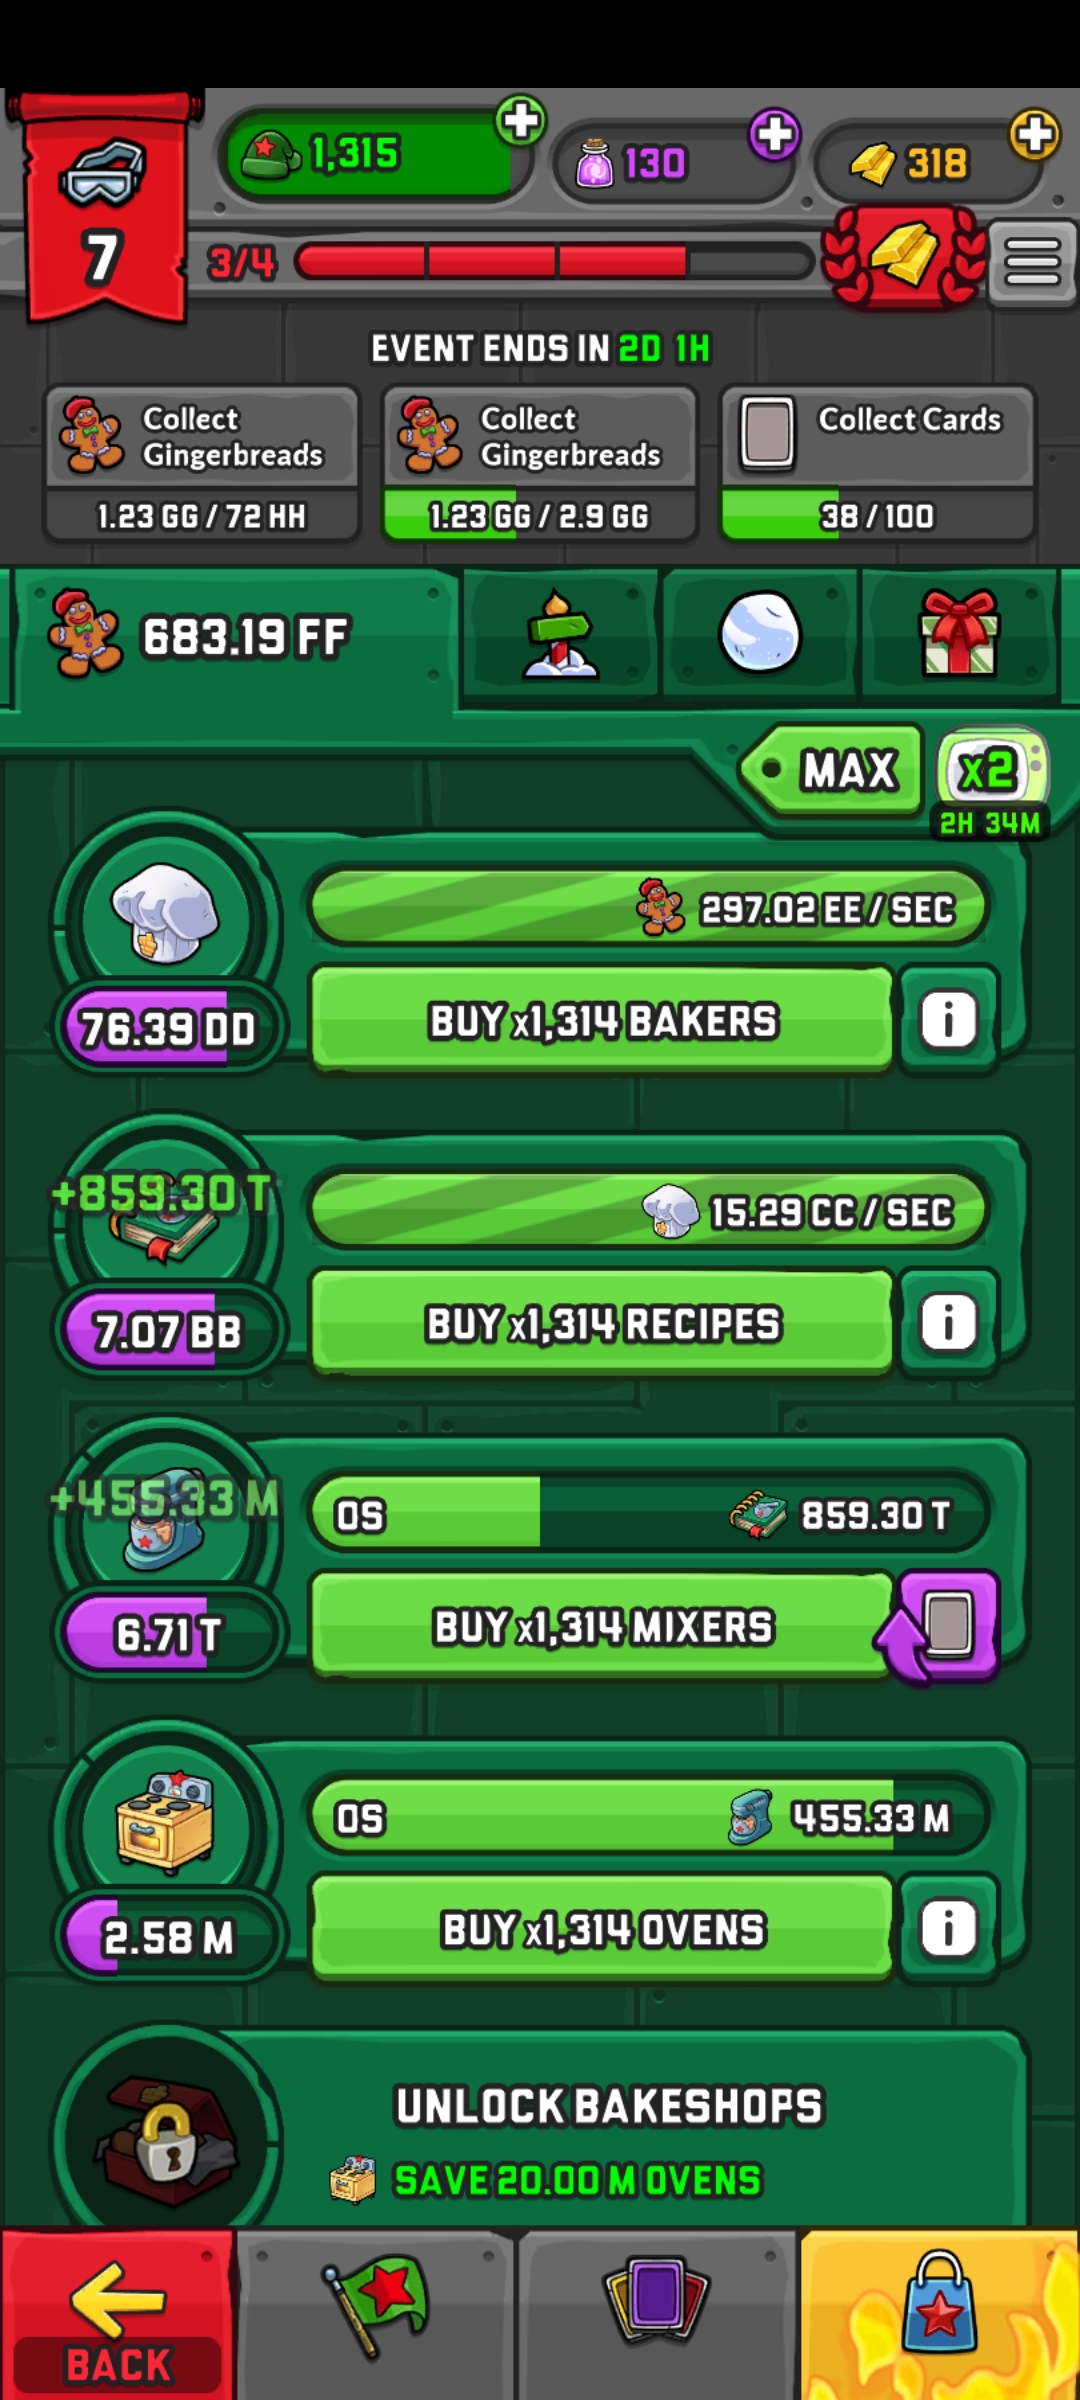 1,315
130
318
7
3/4
EVENT ENDS IN 2D 1H
Collect
Gingerbreads
1.23 GG / 72 HH
Collect
Gingerbreads
1.23 GG / 2.9 GG
Collect Cards
38 / 100
683.19 FF
MAX
x2
2H 34M
297.02 EE / SEC
76.39 DD
BUY x1,314 BAKERS
i
+859.30 T
15.29 CC / SEC
7.07 BB
BUY x1,314 RECIPES
i
+455.33 M
0S
859.30 T
6.71 T
BUY x1,314 MIXERS
0S
455.33 M
2.58 M
BUY x1,314 OVENS
i
UNLOCK BAKESHOPS
SAVE 20.00 M OVENS
BACK